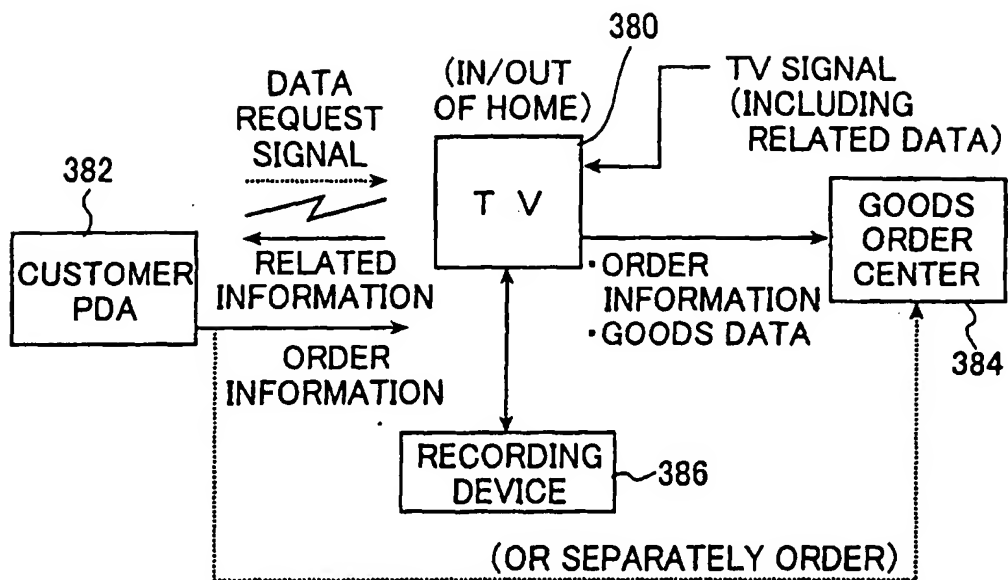 380
(IN/OUT
OF HOME)
TV SIGNAL
(INCLUDING
RELATED DATA)
DATA
REQUEST
SIGNAL
382
T V
GOODS
ORDER
CENTER
384
CUSTOMER
PDA
RELATED
INFORMATION
ORDER
INFORMATION
・ORDER
INFORMATION
・GOODS DATA
RECORDING
DEVICE
386
(OR SEPARATELY ORDER)